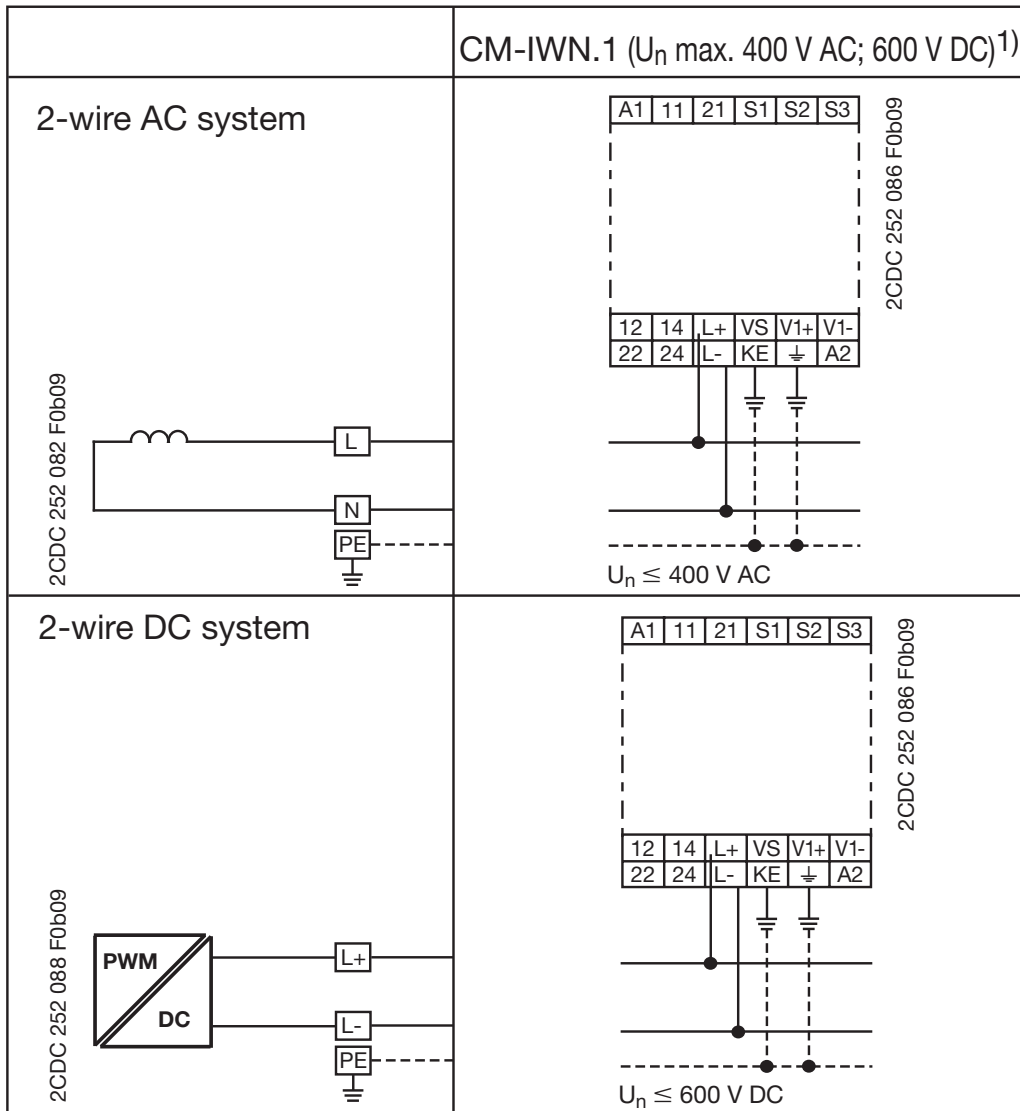 CM-IWN.1 (Un max. 400 V AC; 600 V DC)1)
2-wire AC system
2CDC 252 082 F0b09
L
N
PE
A1 11 21 S1 S2 S3
12 14 L+ VS V1+ V1-
22 24 L- KE ⏚ A2
2CDC 252 086 F0b09
Un ≤ 400 V AC
2-wire DC system
2CDC 252 088 F0b09
PWM
DC
L+
L-
PE
A1 11 21 S1 S2 S3
12 14 L+ VS V1+ V1-
22 24 L- KE ⏚ A2
2CDC 252 086 F0b09
Un ≤ 600 V DC